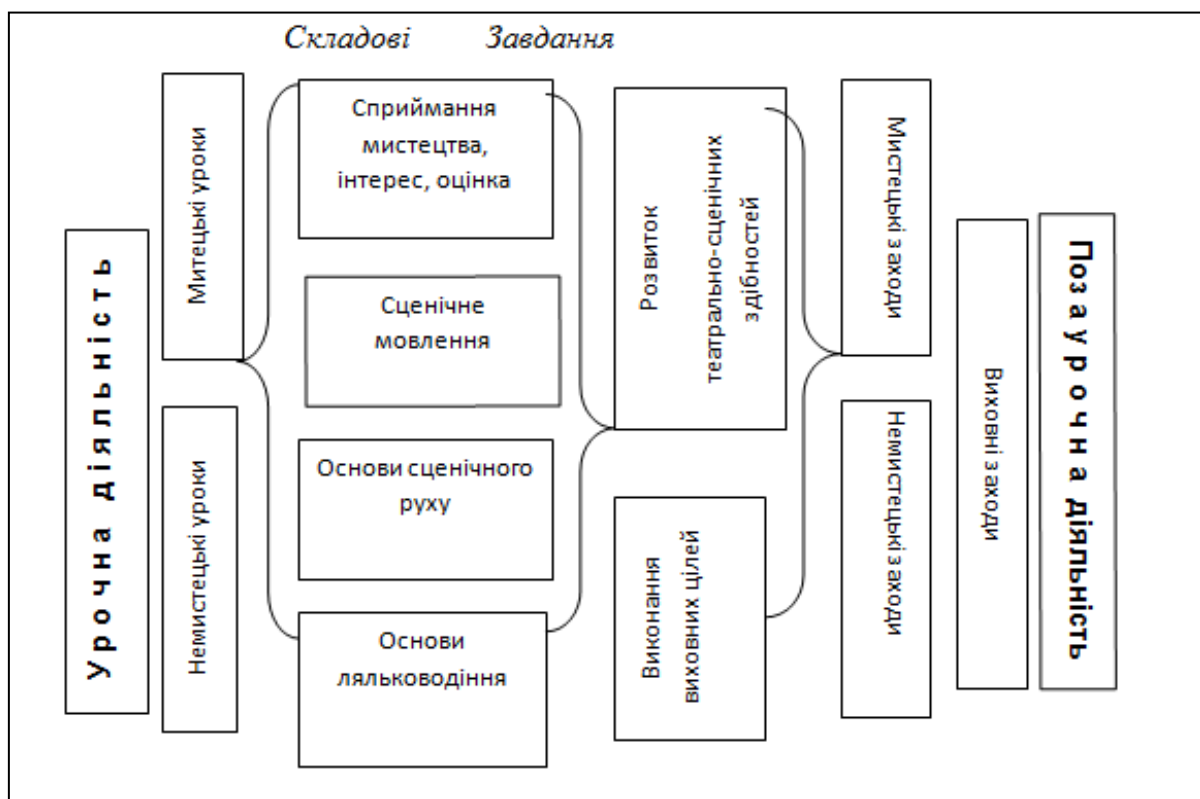 Складові Завдання
Урочна діяльність
Митецькі уроки
Немистецькі уроки
Сприймання
мистецтва,
інтерес, оцінка
Сценічне
мовлення
Основи сценічного
руху
Основи
ляльководіння
Розвиток
театрально-сценічних
здібностей
Виконання
виховних цілей
Мистецькі заходи
Немистецькі заходи
Виховні заходи
Позаурочна діяльність